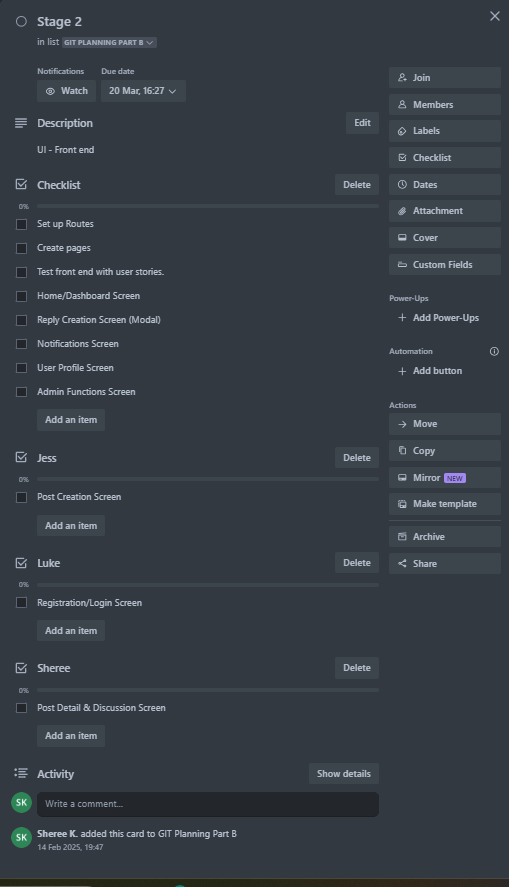 Stage 2
in list GIT PLANNING PART B
Notifications Due date
Watch 20 Mar, 16:27
Description Edit
UI - Front end
Checklist Delete
0%
Set up Routes
Create pages
Test front end with user stories.
Home/Dashboard Screen
Reply Creation Screen (Modal)
Notifications Screen
User Profile Screen
Admin Functions Screen
Add an item
Jess Delete
0%
Post Creation Screen
Add an item
Luke Delete
0%
Registration/Login Screen
Add an item
Sheree Delete
0%
Post Detail & Discussion Screen
Add an item
Activity Show details
SK Write a comment...
SK Sheree K. added this card to GIT Planning Part B
14 Feb 2025, 19:47
Join
Members
Labels
Checklist
Dates
Attachment
Cover
Custom Fields
Power-Ups
+ Add Power-Ups
Automation
+ Add button
Actions
Move
Copy
Mirror NEW
Make template
Archive
Share